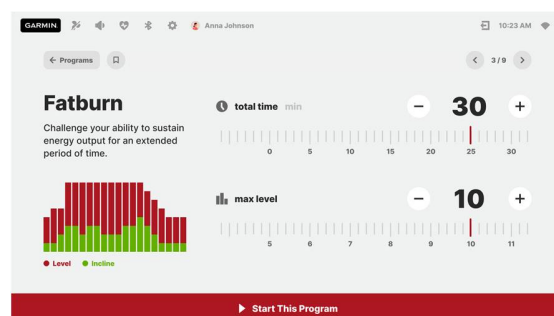 GARMIN Anna Johnson 10:23 AM
← Programs 3 / 9
Fatburn
Challenge your ability to sustain
energy output for an extended
period of time.
Level Incline
total time min 30
0 5 10 15 20 25 30
max level 10
5 6 7 8 9 10 11
Start This Program